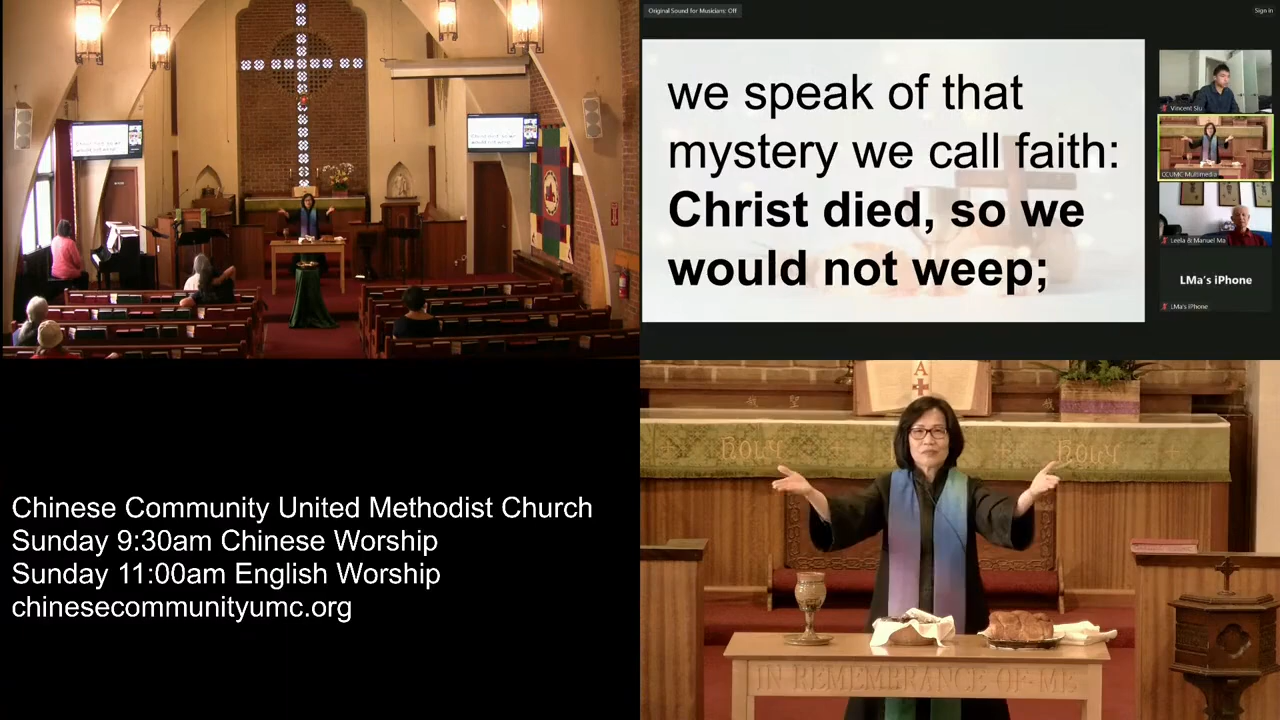 Original Sound for Musicians: Off
Sign in
we speak of that
mystery we call faith:
Christ died, so we
would not weep;
Vincent Siu
CCUMC Multimedia
Leela & Manuel Ma
LMa's iPhone
LMa's iPhone
Chinese Community United Methodist Church
Sunday 9:30am Chinese Worship
Sunday 11:00am English Worship
chinesecommunityumc.org
HOLY
HOLY
IN REMEMBRANCE OF ME